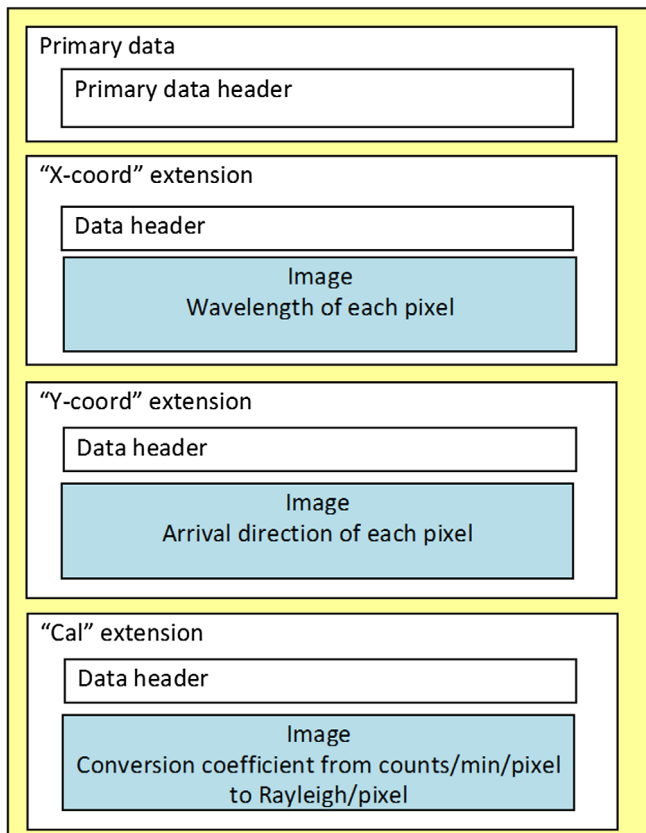 Primary data
Primary data header
“X-coord” extension
Data header
Image
Wavelength of each pixel
“Y-coord” extension
Data header
Image
Arrival direction of each pixel
“Cal” extension
Data header
Image
Conversion coefficient from counts/min/pixel
to Rayleigh/pixel